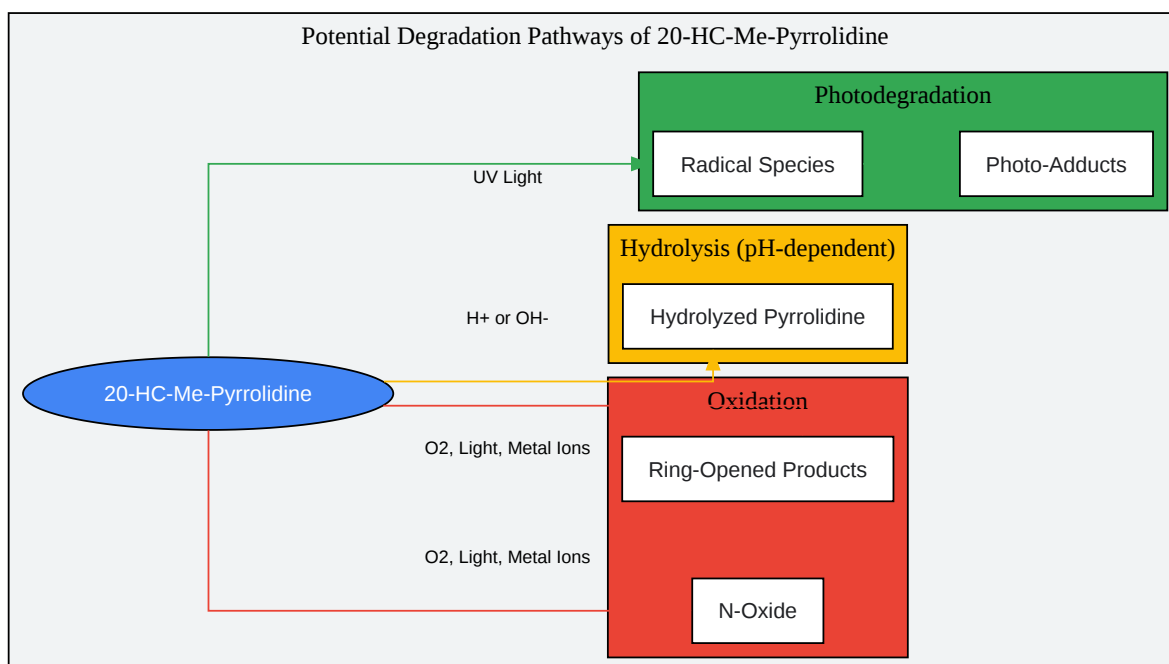 Potential Degradation Pathways of 20-HC-Me-Pyrrolidine
Photodegradation
Radical Species
Photo-Adducts
UV Light
Hydrolysis (pH-dependent)
Hydrolyzed Pyrrolidine
H+ or OH-
20-HC-Me-Pyrrolidine
Oxidation
O2, Light, Metal Ions
Ring-Opened Products
O2, Light, Metal Ions
N-Oxide